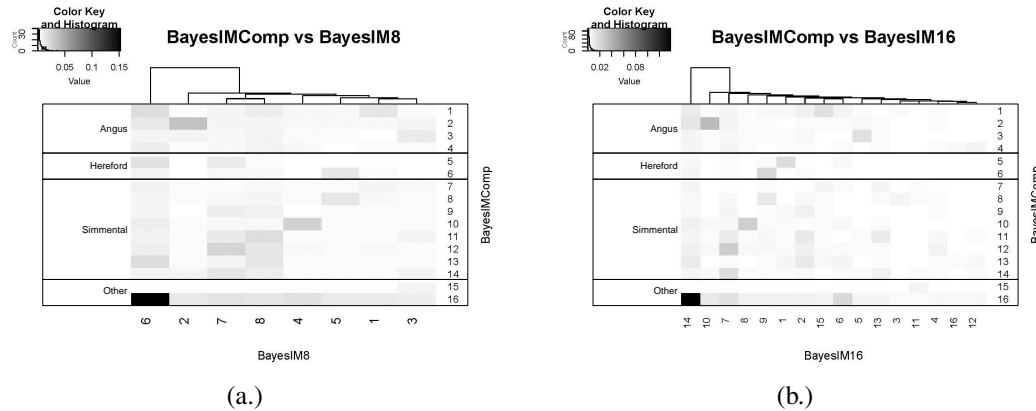 Color Key
and Histogram
Count
0 30
0.05 0.15
Value
BayesIMComp vs BayesIM8
Angus
Hereford
Simmental
Other
1
2
3
4
5
6
7
8
9
10
11
12
13
14
15
16
BayesIMComp
6 2 7 8 4 5 1 3
BayesIM8
(a.)
Color Key
and Histogram
Count
0 80
0.02 0.08
Value
BayesIMComp vs BayesIM16
Angus
Hereford
Simmental
Other
1
2
3
4
5
6
7
8
9
10
11
12
13
14
15
16
BayesIMComp
14 10 7 8 9 1 2 15 6 5 13 3 11 4 16 12
BayesIM16
(b.)